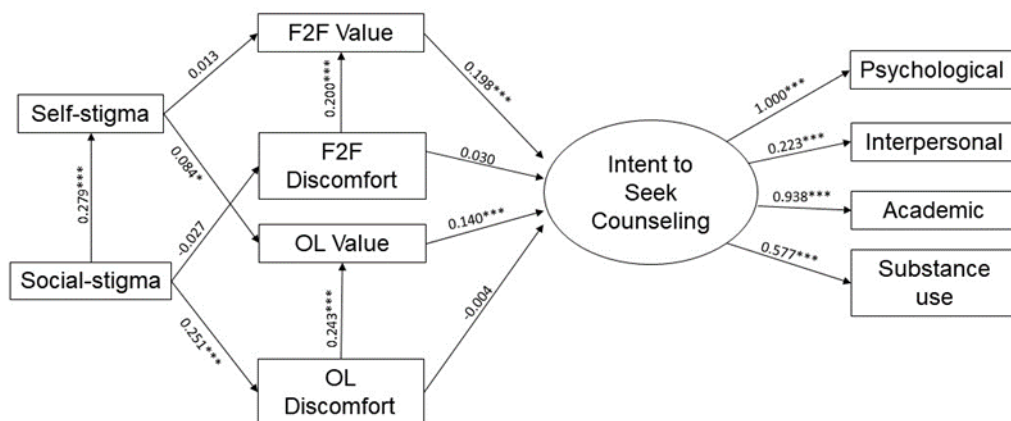 F2F Value
0.013
0.198***
0.200***
Self-stigma
0.084*
F2F
Discomfort
0.030
0.279***
-0.027
OL Value
0.140***
Social-stigma
0.251***
0.243***
-0.004
OL
Discomfort
Intent to
Seek
Counseling
1.000***
Psychological
0.223***
Interpersonal
0.938***
Academic
0.577***
Substance
use